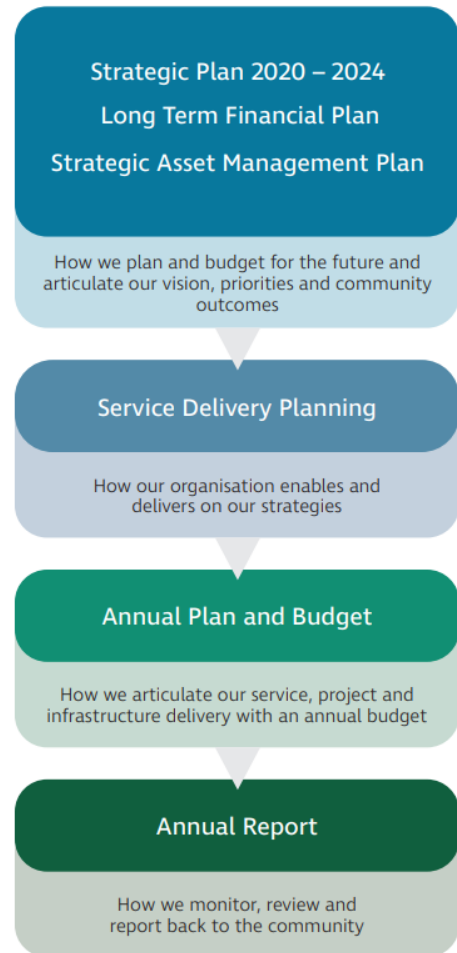 Strategic Plan 2020 – 2024
Long Term Financial Plan
Strategic Asset Management Plan
How we plan and budget for the future and
articulate our vision, priorities and community
outcomes
Service Delivery Planning
How our organisation enables and
delivers on our strategies
Annual Plan and Budget
How we articulate our service, project and
infrastructure delivery with an annual budget
Annual Report
How we monitor, review and
report back to the community